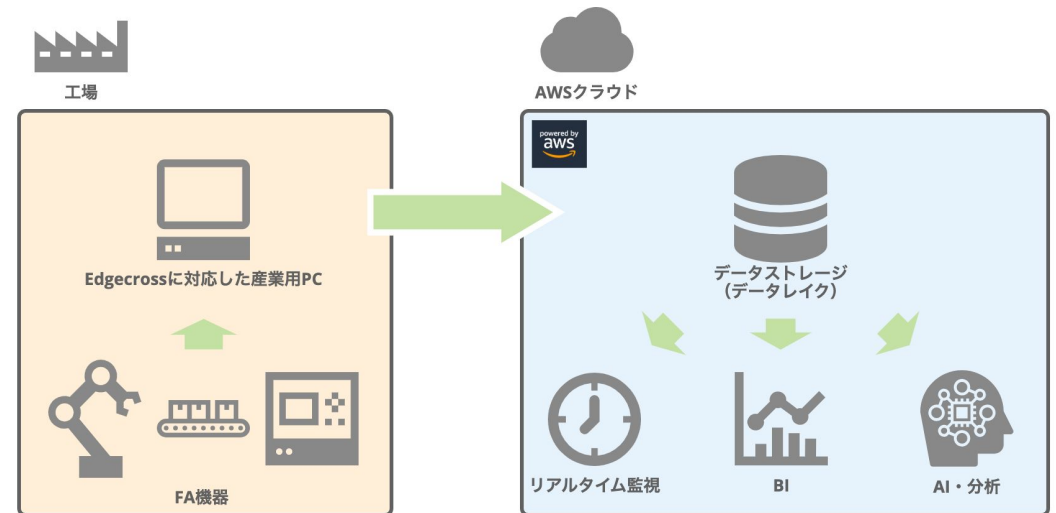 工場
AWSクラウド
powered by
aws
Edgecrossに対応した産業用PC
データストレージ
（データレイク）
FA機器
リアルタイム監視
BI
AI・分析